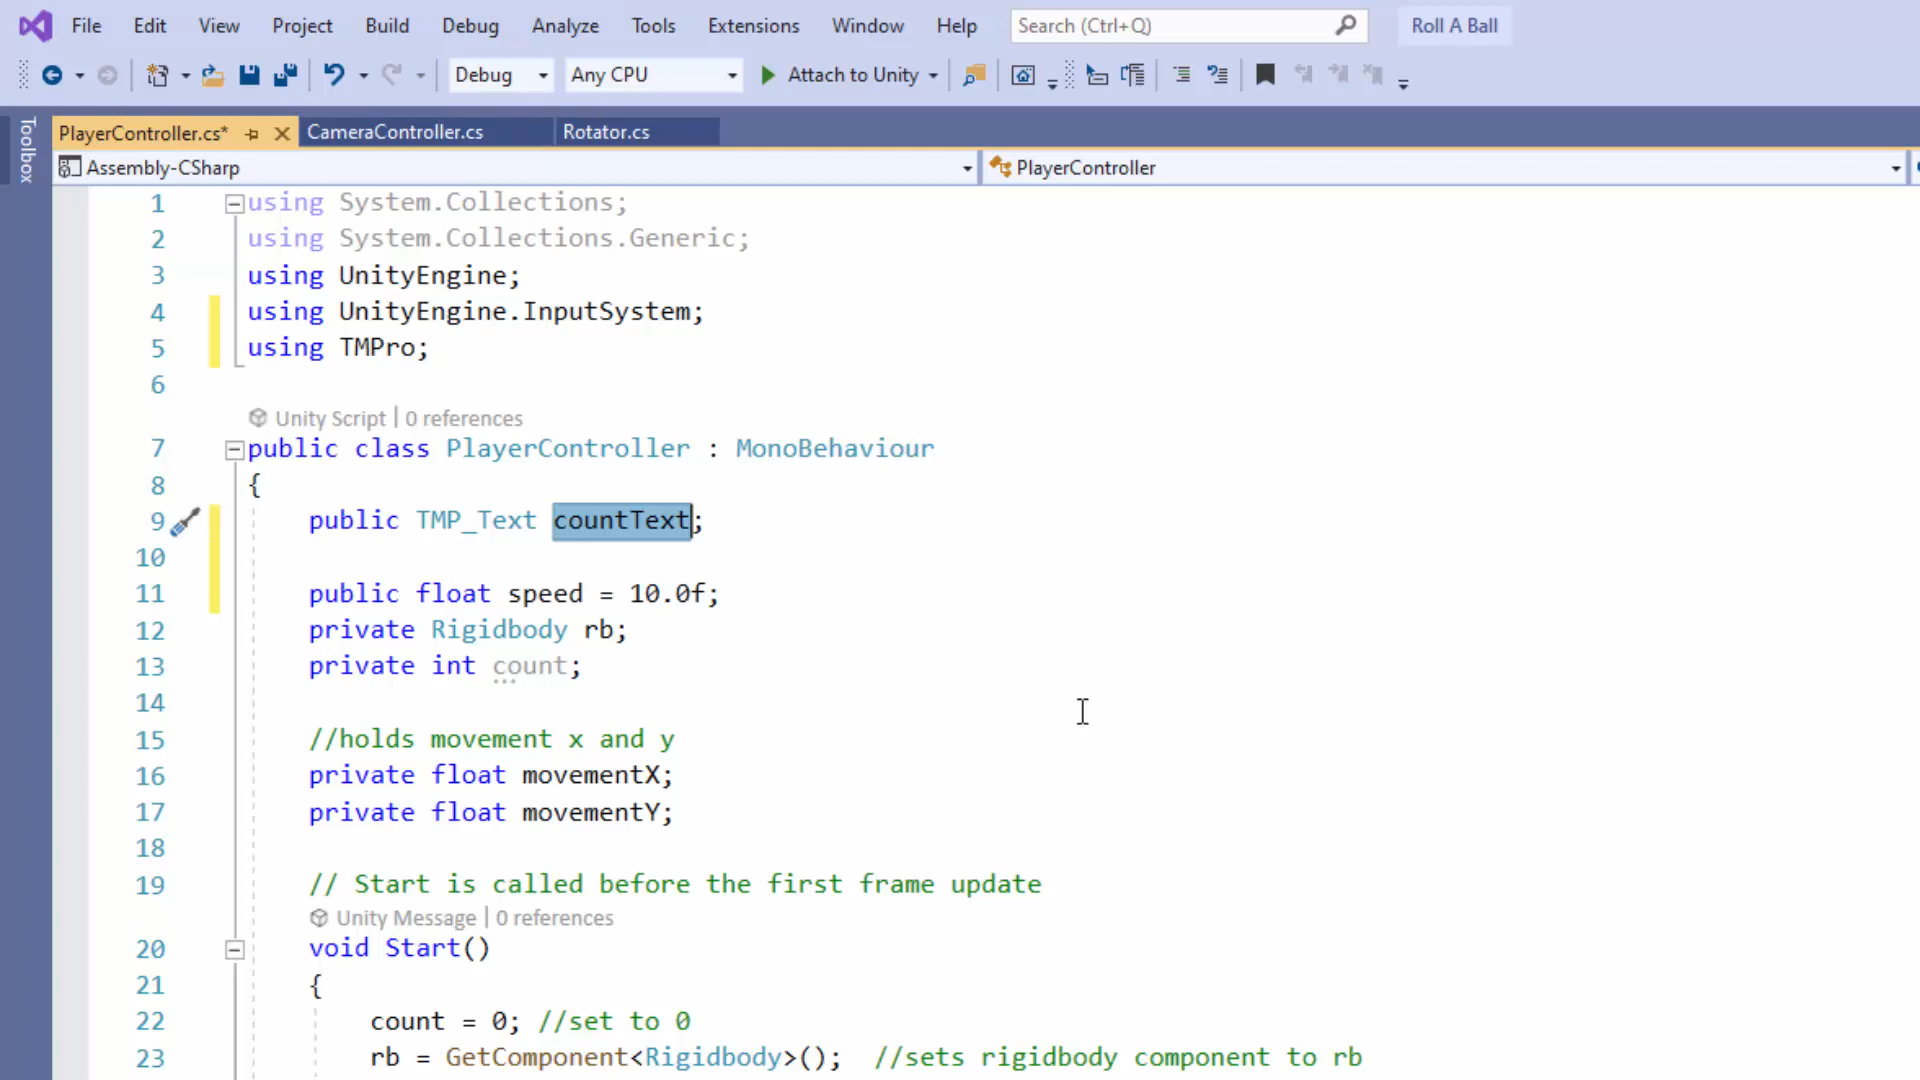 File Edit View Project Build Debug Analyze Tools Extensions Window Help Search (Ctrl+Q) Roll A Ball
Debug Any CPU Attach to Unity
Toolbox
PlayerController.cs* CameraController.cs Rotator.cs
Assembly-CSharp PlayerController
1 using System.Collections;
2 using System.Collections.Generic;
3 using UnityEngine;
4 using UnityEngine.InputSystem;
5 using TMPro;
6
Unity Script | 0 references
7 public class PlayerController : MonoBehaviour
8 {
9 public TMP_Text countText;
10
11 public float speed = 10.0f;
12 private Rigidbody rb;
13 private int count;
14
15 //holds movement x and y
16 private float movementX;
17 private float movementY;
18
19 // Start is called before the first frame update
Unity Message | 0 references
20 void Start()
21 {
22 count = 0; //set to 0
23 rb = GetComponent<Rigidbody>(); //sets rigidbody component to rb